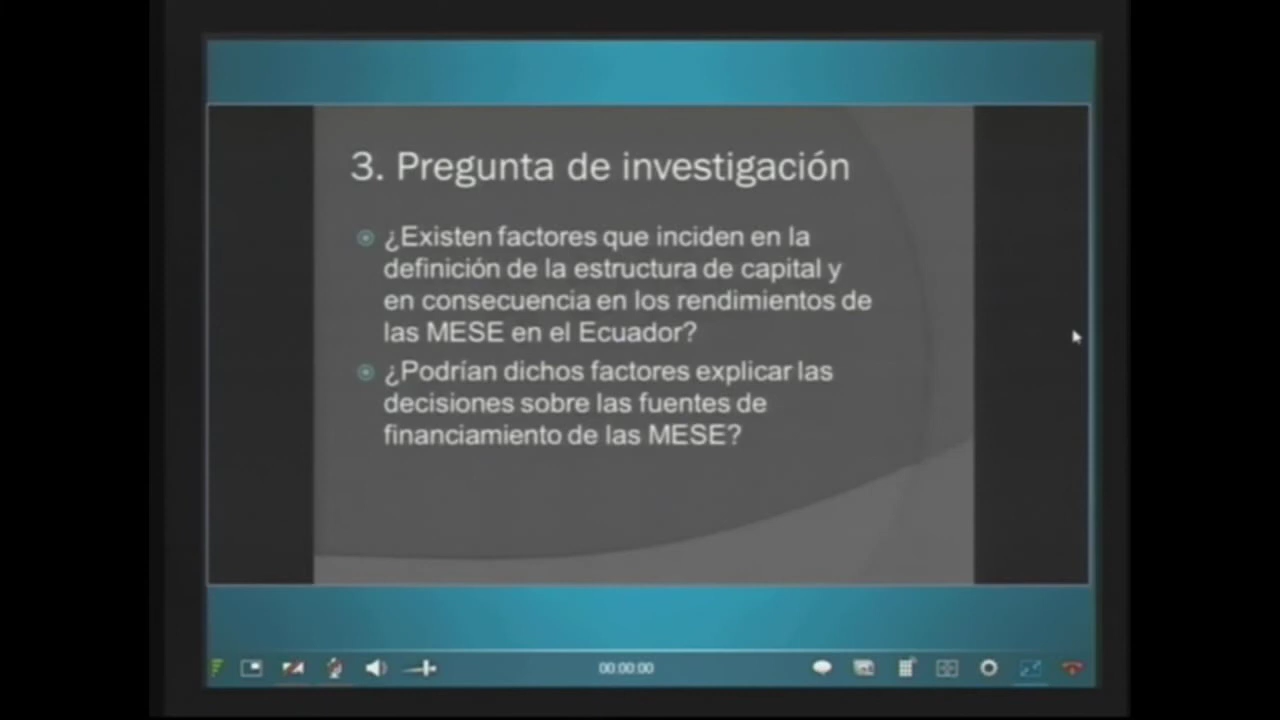 3. Pregunta de investigación
¿Existen factores que inciden en la
definición de la estructura de capital y
en consecuencia en los rendimientos de
las MESE en el Ecuador?
¿Podrían dichos factores explicar las
decisiones sobre las fuentes de
financiamiento de las MESE?
00:00:00